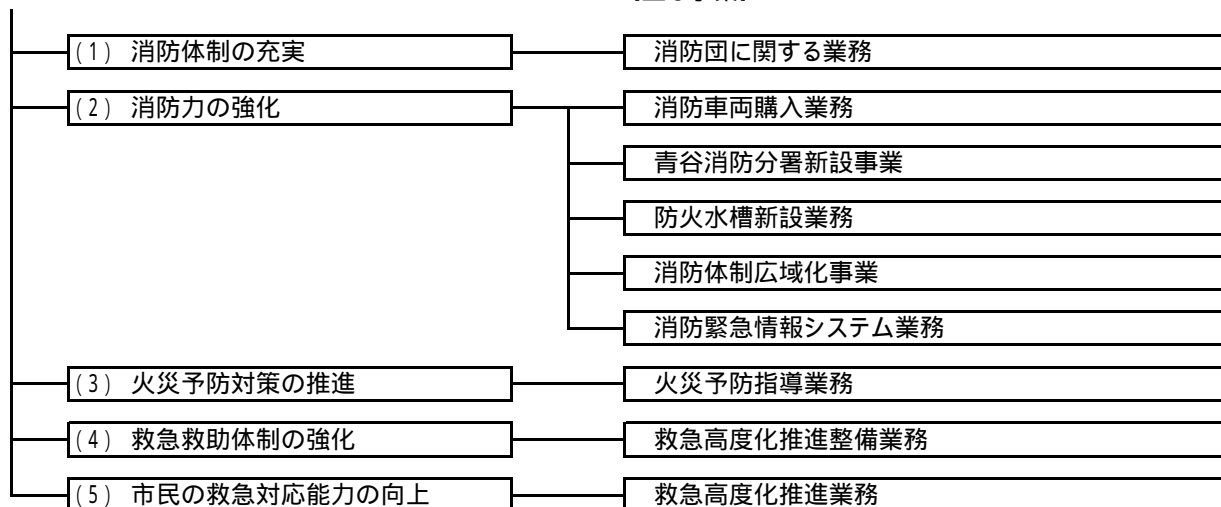 (1) 消防体制の充実 消防団に関する業務
(2) 消防力の強化 消防車両購入業務
青谷消防分署新設事業
防火水槽新設業務
消防体制広域化事業
消防緊急情報システム業務
(3) 火災予防対策の推進 火災予防指導業務
(4) 救急救助体制の強化 救急高度化推進整備業務
(5) 市民の救急対応能力の向上 救急高度化推進業務